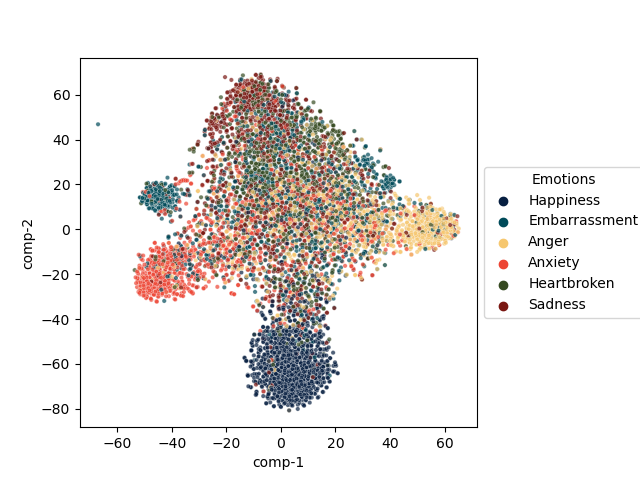 60
40
20
0
−20
−40
−60
−80
comp-2
−60
−40
−20
0
20
40
60
comp-1
Emotions
Happiness
Embarrassment
Anger
Anxiety
Heartbroken
Sadness